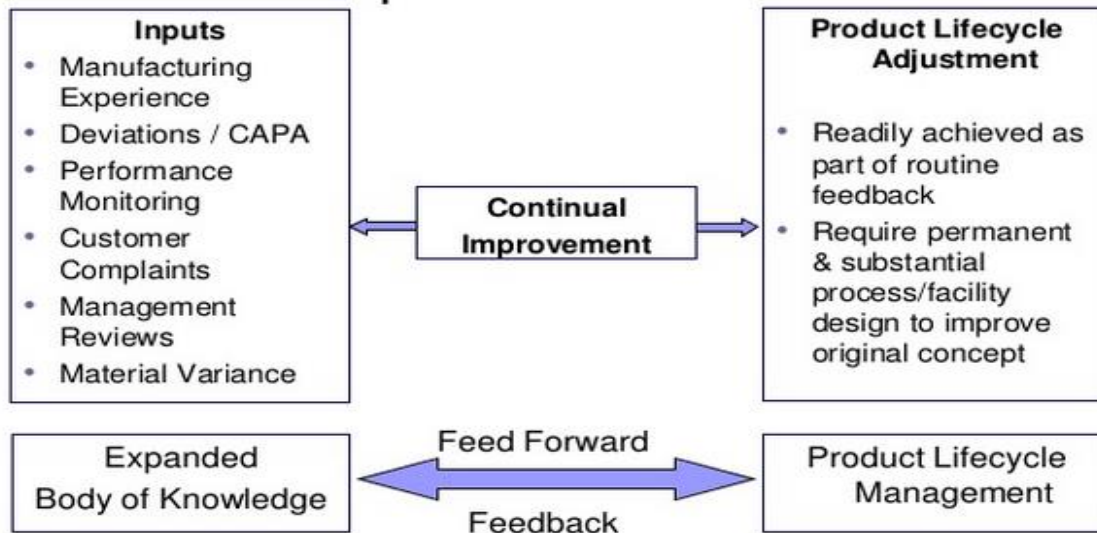 Inputs
• Manufacturing
Experience
• Deviations / CAPA
• Performance
Monitoring
• Customer
Complaints
• Management
Reviews
• Material Variance
Continual
Improvement
Product Lifecycle
Adjustment
• Readily achieved as
part of routine
feedback
• Require permanent
& substantial
process/facility
design to improve
original concept
Expanded
Body of Knowledge
Feed Forward
Feedback
Product Lifecycle
Management